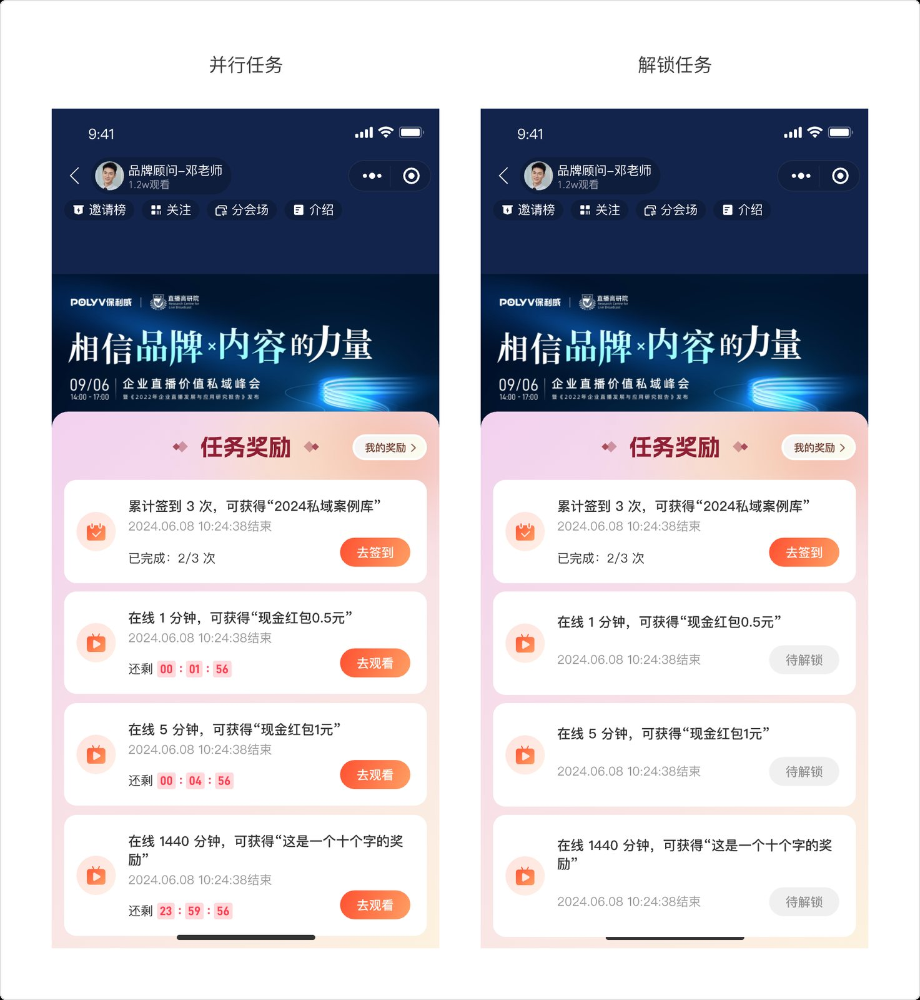 并行任务
9:41
品牌顾问-邓老师
1.2w观看
邀请榜 关注 分会场 介绍
POLYV保利威 直播高研院
Research Centre for
Live Broadcast
相信品牌×内容的力量
09/06 企业直播价值私域峰会
14:00 - 17:00 暨《2022年企业直播发展与应用研究报告》发布
任务奖励
我的奖励
累计签到 3 次，可获得“2024私域案例库”
2024.06.08 10:24:38结束
已完成：2/3 次
去签到
在线 1 分钟，可获得“现金红包0.5元”
2024.06.08 10:24:38结束
还剩 00 : 01 : 56
去观看
在线 5 分钟，可获得“现金红包1元”
2024.06.08 10:24:38结束
还剩 00 : 04 : 56
去观看
在线 1440 分钟，可获得“这是一个十个字的奖
励”
2024.06.08 10:24:38结束
还剩 23 : 59 : 56
去观看
解锁任务
9:41
品牌顾问-邓老师
1.2w观看
邀请榜 关注 分会场 介绍
POLYV保利威 直播高研院
Research Centre for
Live Broadcast
相信品牌×内容的力量
09/06 企业直播价值私域峰会
14:00 - 17:00 暨《2022年企业直播发展与应用研究报告》发布
任务奖励
我的奖励
累计签到 3 次，可获得“2024私域案例库”
2024.06.08 10:24:38结束
已完成：2/3 次
去签到
在线 1 分钟，可获得“现金红包0.5元”
2024.06.08 10:24:38结束
待解锁
在线 5 分钟，可获得“现金红包1元”
2024.06.08 10:24:38结束
待解锁
在线 1440 分钟，可获得“这是一个十个字的奖
励”
2024.06.08 10:24:38结束
待解锁